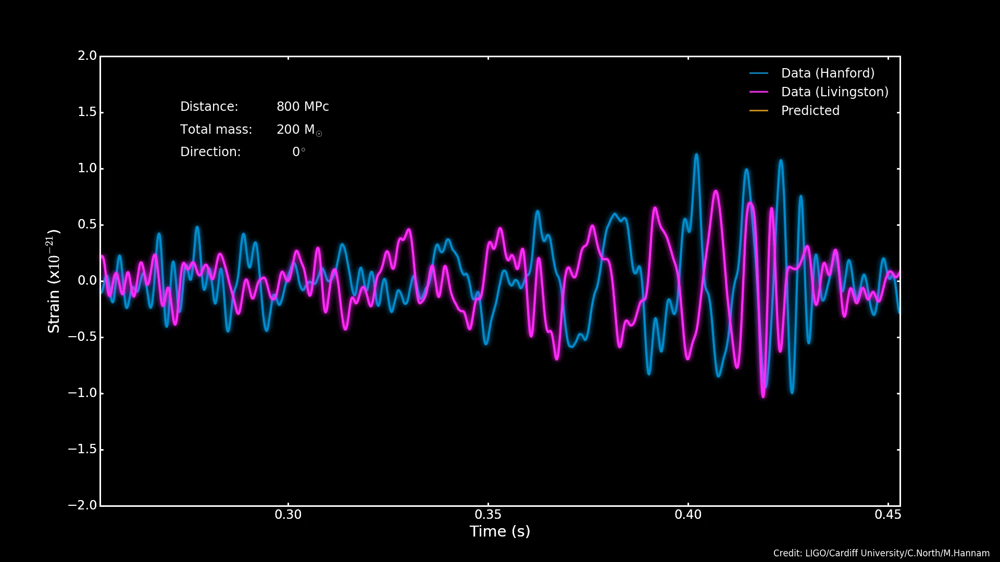 2.0
1.5
1.0
0.5
0.0
−0.5
−1.0
−1.5
−2.0
Strain (x10⁻²¹)
Distance: 800 MPc
Total mass: 200 M☉
Direction: 0°
Data (Hanford)
Data (Livingston)
Predicted
0.30 0.35 0.40 0.45
Time (s)
Credit: LIGO/Cardiff University/C.North/M.Hannam